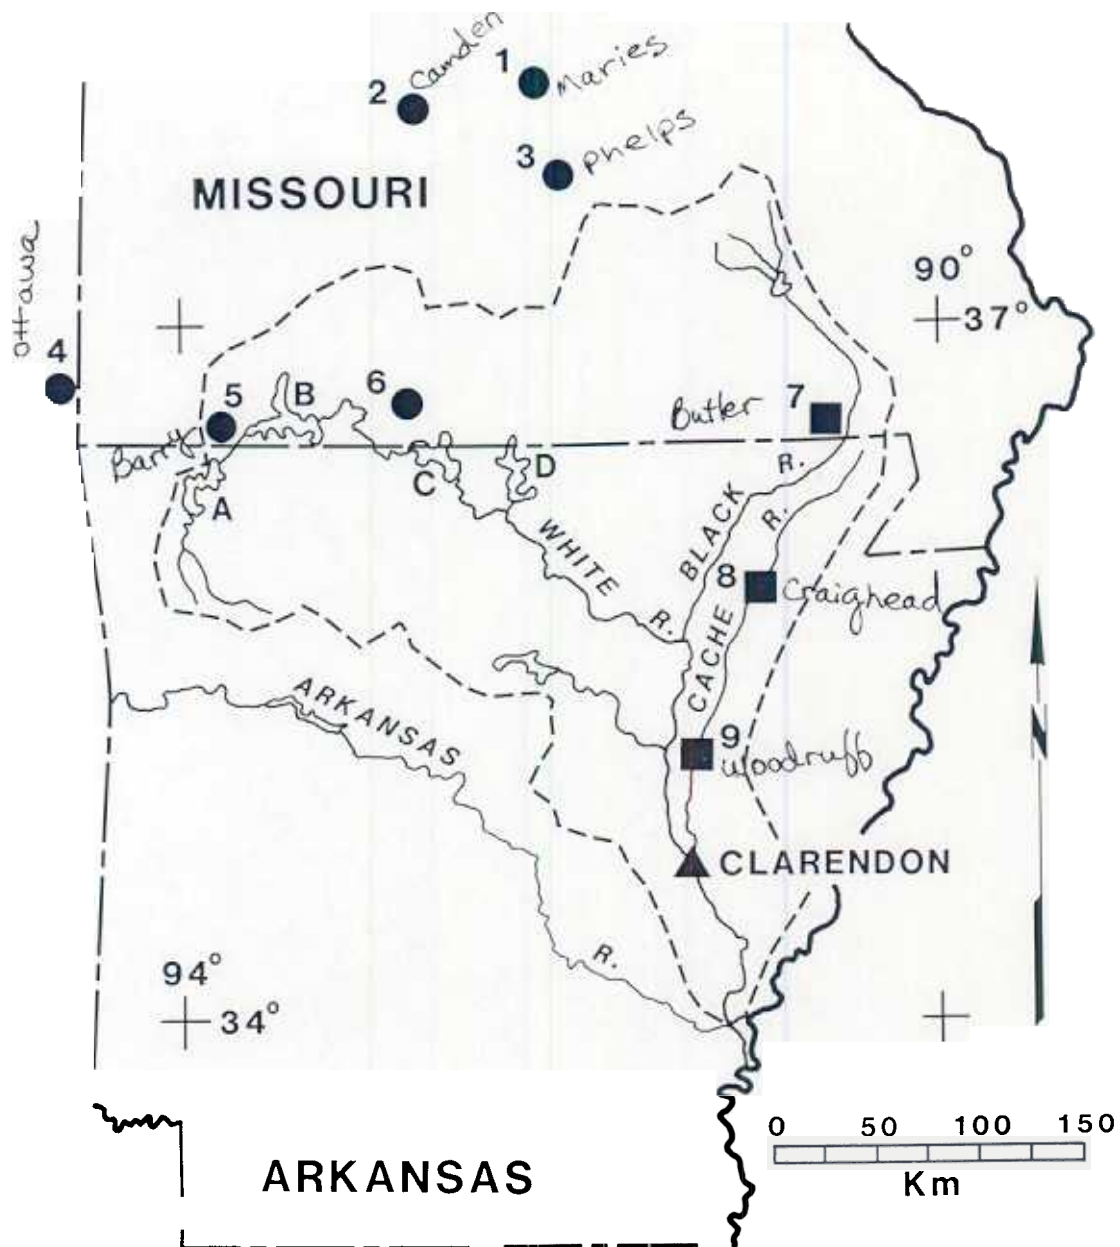 Camden
1
Maries
2
3
phelps
MISSOURI
Ottawa
90°
37°
4
5
B
6
Butler
7
Barry
A
C
D
R.
BLACK
R.
WHITE
R.
8
Craighead
CACHE
ARKANSAS
9
Woodruff
N
CLARENDON
R.
94°
34°
0 50 100 150
Km
ARKANSAS